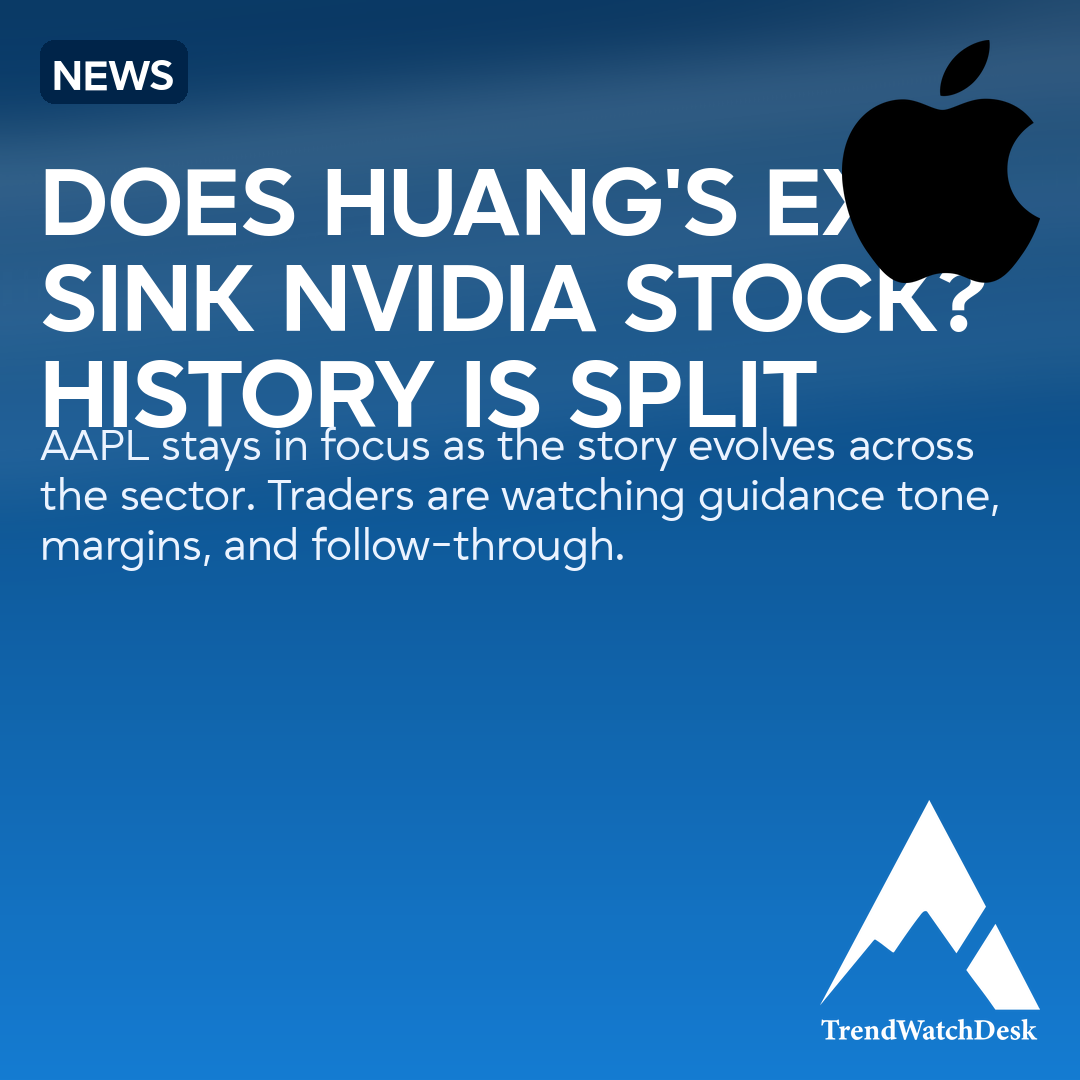 NEWS
DOES HUANG'S
SINK NVIDIA STOCK?
HISTORY IS SPLIT
AAPL stays in focus as the story evolves across
the sector. Traders are watching guidance tone,
margins, and follow-through.
TrendWatchDesk